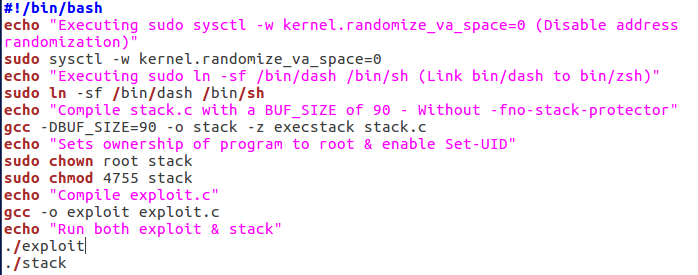 #!/bin/bash
echo "Executing sudo sysctl -w kernel.randomize_va_space=0 (Disable address
randomization)"
sudo sysctl -w kernel.randomize_va_space=0
echo "Executing sudo ln -sf /bin/dash /bin/sh (Link bin/dash to bin/zsh)"
sudo ln -sf /bin/dash /bin/sh
echo "Compile stack.c with a BUF_SIZE of 90 - Without -fno-stack-protector"
gcc -DBUF_SIZE=90 -o stack -z execstack stack.c
echo "Sets ownership of program to root & enable Set-UID"
sudo chown root stack
sudo chmod 4755 stack
echo "Compile exploit.c"
gcc -o exploit exploit.c
echo "Run both exploit & stack"
./exploit
./stack